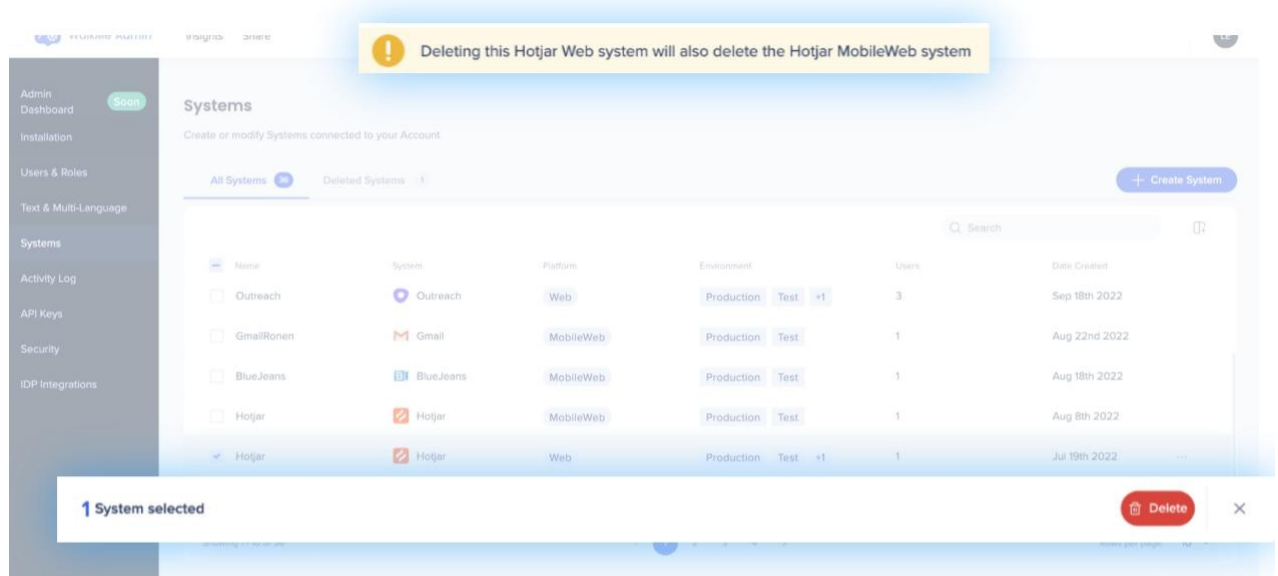 Insights Share
Deleting this Hotjar Web system will also delete the Hotjar MobileWeb system
Admin
Dashboard
Soon
Installation
Users & Roles
Text & Multi-Language
Systems
Activity Log
API Keys
Security
IDP Integrations
Systems
Create or modify Systems connected to your Account
All Systems Deleted Systems 1
+ Create System
Search
Name System Platform Environment Users Date Created
Outreach Outreach Web Production Test +1 3 Sep 18th 2022
GmailRonen Gmail MobileWeb Production Test 1 Aug 22nd 2022
BlueJeans BlueJeans MobileWeb Production Test 1 Aug 18th 2022
Hotjar Hotjar MobileWeb Production Test 1 Aug 8th 2022
Hotjar Hotjar Web Production Test +1 1 Jul 19th 2022
1 System selected
Delete